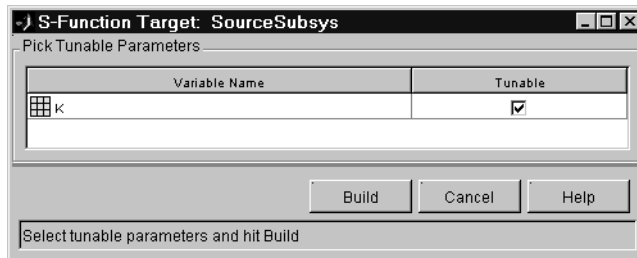 S-Function Target: SourceSubsys
Pick Tunable Parameters
Variable Name Tunable
K
Build Cancel Help
Select tunable parameters and hit Build